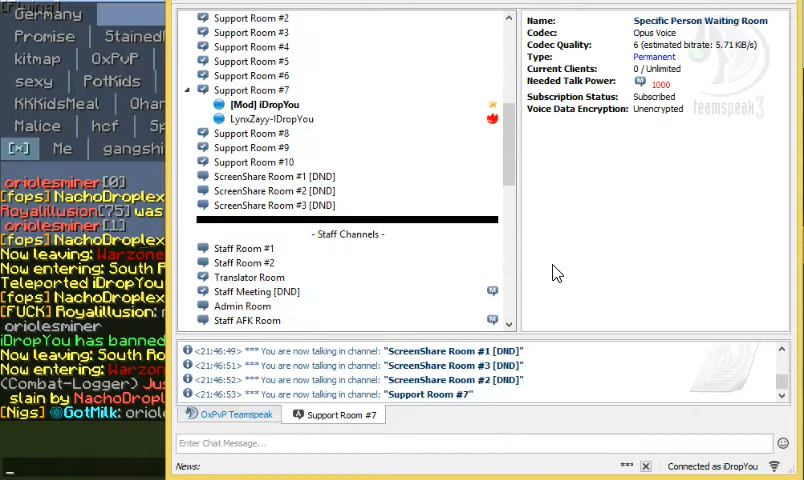 [Flying]
Germany
Promise StainedP
kitmap OxPvP
sexy PotKids
KKKidsMeal Ohan
Malice hcf Sp
[×] Me gangshi
oriolesminer[0]
[fops] NachoDroplex
Royalillusion[75] was
oriolesminer[1]
[fops] NachoDroplex
Now leaving: Warzone
Now entering: South R
Teleported iDropYou
[fops] NachoDroplex
[FUCK] Royalillusion:
oriolesminer
iDropYou has banned
Now leaving: South Ro
Now entering: Warzone
(Combat-Logger) Jus
slain by NachoDrople
[Nigs] GotMilk: oriole
_
Support Room #2
Support Room #3
Support Room #4
Support Room #5
Support Room #6
Support Room #7
[Mod] iDropYou
LynxZayy-IDropYou
Support Room #8
Support Room #9
Support Room #10
ScreenShare Room #1 [DND]
ScreenShare Room #2 [DND]
ScreenShare Room #3 [DND]
- Staff Channels -
Staff Room #1
Staff Room #2
Translator Room
Staff Meeting [DND]
Admin Room
Staff AFK Room
Name: Specific Person Waiting Room
Codec: Opus Voice
Codec Quality: 6 (estimated bitrate: 5.71 KiB/s)
Type: Permanent
Current Clients: 0 / Unlimited
Needed Talk Power: 1000
Subscription Status: Subscribed
Voice Data Encryption: Unencrypted
teamspeak3
<21:46:49> *** You are now talking in channel: "ScreenShare Room #1 [DND]"
<21:46:51> *** You are now talking in channel: "ScreenShare Room #3 [DND]"
<21:46:52> *** You are now talking in channel: "ScreenShare Room #2 [DND]"
<21:46:53> *** You are now talking in channel: "Support Room #7"
OxPvP Teamspeak Support Room #7
Enter Chat Message...
News: *** Connected as iDropYou